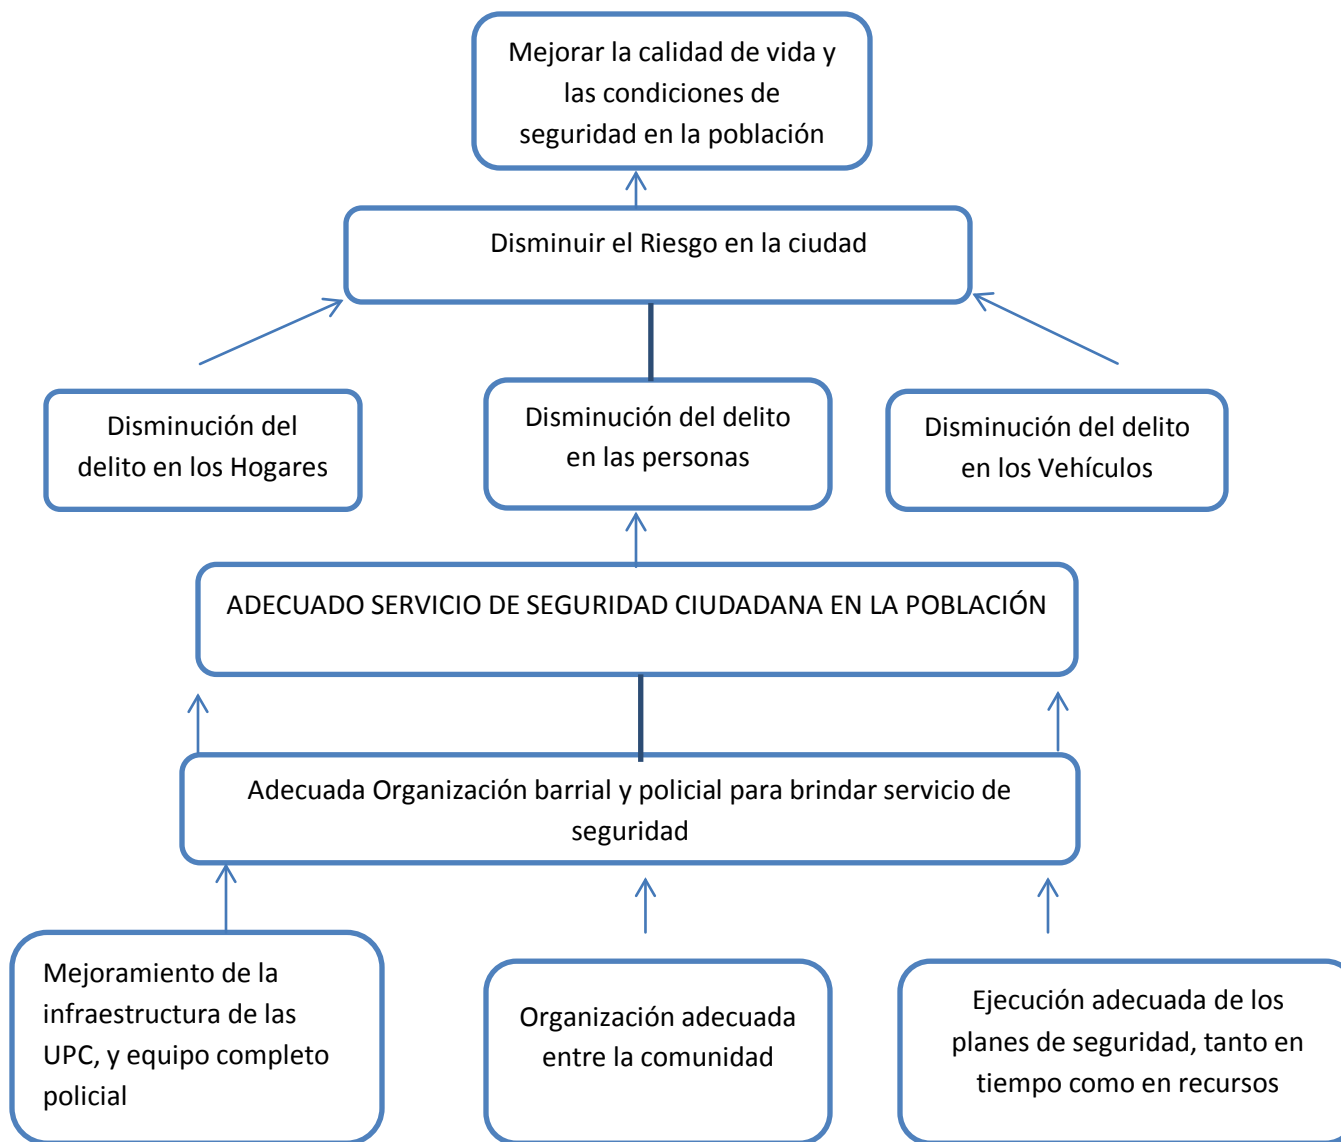 Mejorar la calidad de vida y
las condiciones de
seguridad en la población
Disminuir el Riesgo en la ciudad
Disminución del
delito en los Hogares
Disminución del delito
en las personas
Disminución del delito
en los Vehículos
ADECUADO SERVICIO DE SEGURIDAD CIUDADANA EN LA POBLACIÓN
Adecuada Organización barrial y policial para brindar servicio de
seguridad
Mejoramiento de la
infraestructura de las
UPC, y equipo completo
policial
Organización adecuada
entre la comunidad
Ejecución adecuada de los
planes de seguridad, tanto en
tiempo como en recursos